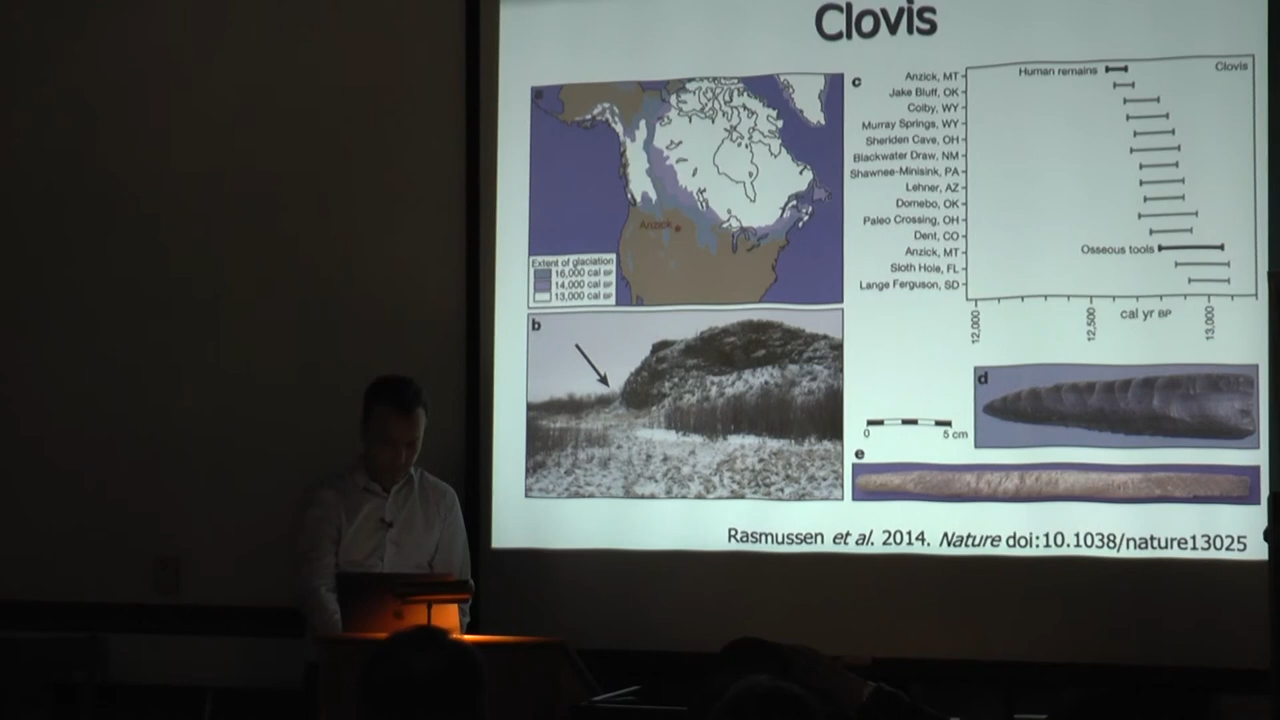 Clovis
a
Anzick
Extent of glaciation
16,000 cal BP
14,000 cal BP
13,000 cal BP
b
c
Human remains
Clovis
Anzick, MT
Jake Bluff, OK
Colby, WY
Murray Springs, WY
Sheriden Cave, OH
Blackwater Draw, NM
Shawnee-Minisink, PA
Lehner, AZ
Domebo, OK
Paleo Crossing, OH
Dent, CO
Anzick, MT
Osseous tools
Sloth Hole, FL
Lange Ferguson, SD
12,000
12,500
cal yr BP
13,000
d
0 5 cm
e
Rasmussen et al. 2014. Nature doi:10.1038/nature13025